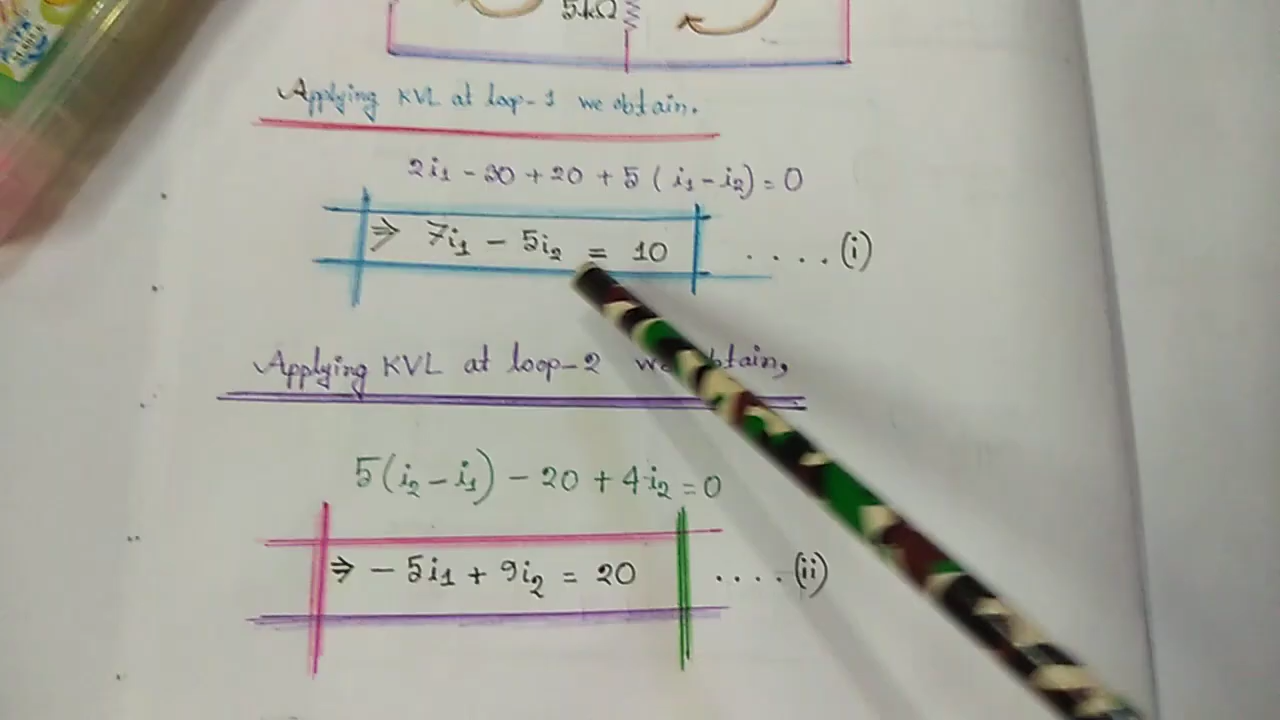 5kΩ
Applying KVL at loop-1 we obtain.
2i₁ - 30 + 20 + 5 (i₁ - i₂) = 0
⇒ 7i₁ - 5i₂ = 10 ....(i)
Applying KVL at loop-2 we obtain,
5(i₂ - i₁) - 20 + 4i₂ = 0
⇒ - 5i₁ + 9i₂ = 20 ....(ii)